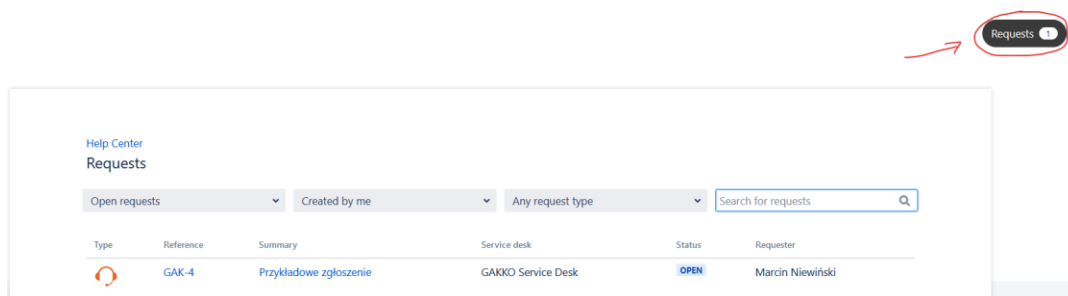 Requests 1
Help Center
Requests
Open requests Created by me Any request type Search for requests
Type Reference Summary Service desk Status Requester
GAK-4 Przykładowe zgłoszenie GAKKO Service Desk OPEN Marcin Niewiński